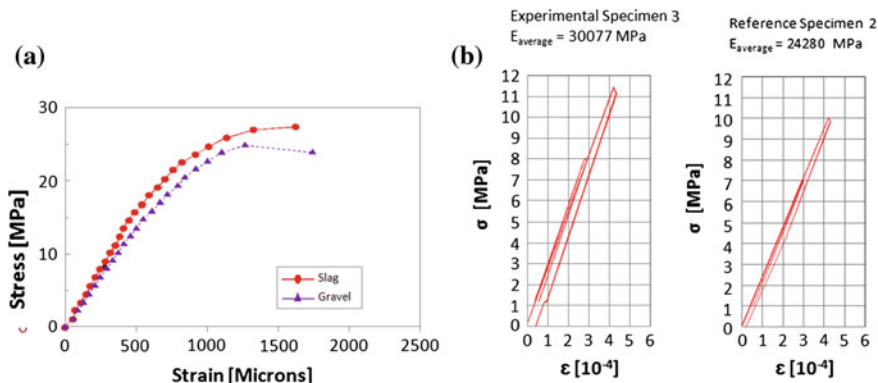 (a)
Stress [MPa]
30
20
10
0
0 500 1000 1500 2000 2500
Strain [Microns]
Slag
Gravel
(b)
Experimental Specimen 3
Eaverage = 30077 MPa
σ [MPa]
12
11
10
9
8
7
6
5
4
3
2
1
0
0 1 2 3 4 5 6
ε [10-4]
Reference Specimen 2
Eaverage = 24280 MPa
σ [MPa]
12
11
10
9
8
7
6
5
4
3
2
1
0
0 1 2 3 4 5 6
ε [10-4]